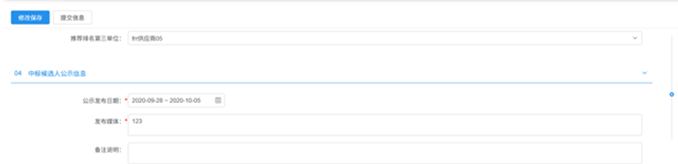 修改保存 提交信息
推荐排名第三单位: 供应商05
04 中标候选人公示信息
公示发布日期: * 2020-09-28 ~ 2020-10-05
发布媒体: * 123
备注说明: